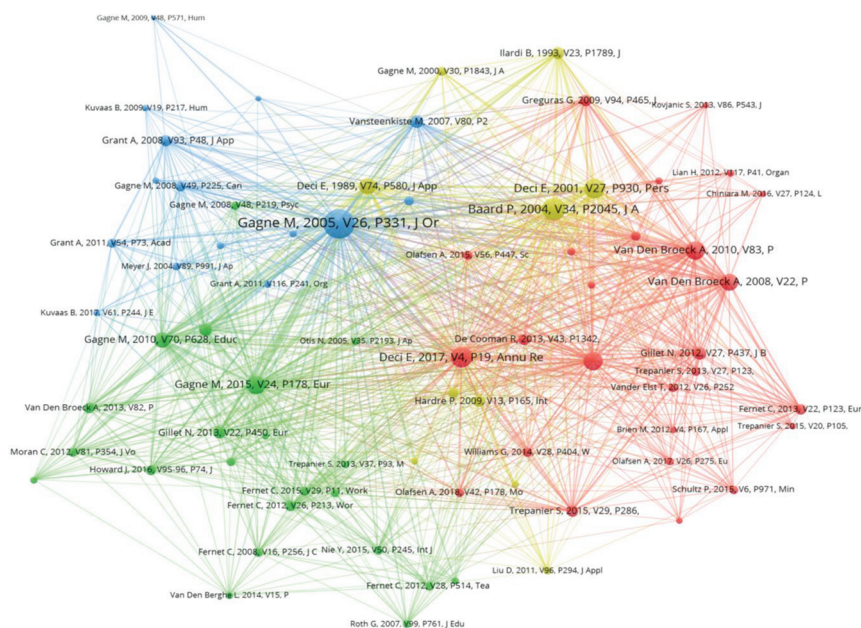 Gagne M, 2009, V48, P571, Hum
Ilardi B, 1993, V23, P1789, J
Gagne M, 2000, V30, P1843, J A
Greguras G, 2009, V94, P465, J
Kovjanic S, 2013, V86, P543, J
Kuvaas B, 2009, V19, P217, Hum
Vansteenkiste M, 2007, V80, P2
Grant A, 2008, V93, P48, J App
Lian H, 2012, V117, P41, Organ
Gagne M, 2008, V49, P225, Can
Deci E, 1989, V74, P580, J App
Deci E, 2001, V27, P930, Pers
Chiniara M, 2016, V27, P124, L
Gagne M, 2008, V48, P219, Psyc
Baard P, 2004, V34, P2045, J A
Gagne M, 2005, V26, P331, J Or
Grant A, 2011, V54, P73, Acad
Van Den Broeck A, 2010, V83, P
Olafsen A, 2015, V56, P447, Sc
Meyer J, 2004, V89, P991, J Ap
Grant A, 2011, V116, P241, Org
Van Den Broeck A, 2008, V22, P
Kuvaas B, 2017, V61, P244, J E
Gagne M, 2010, V70, P628, Educ
Otis N, 2005, V35, P2193, J Ap
De Cooman R, 2013, V43, P1342,
Deci E, 2017, V4, P19, Annu Re
Gillet N, 2012, V27, P437, J B
Trepanier S, 2013, V27, P123,
Gagne M, 2015, V24, P178, Eur
Vander Elst T, 2012, V26, P252
Hardre P, 2009, V13, P165, Int
Van Den Broeck A, 2013, V82, P
Fernet C, 2013, V22, P123, Eur
Trepanier S, 2015, V20, P105,
Brien M, 2012, V4, P167, Appl
Gillet N, 2013, V22, P450, Eur
Moran C, 2012, V81, P354, J Vo
Williams G, 2014, V28, P404, W
Olafsen A, 2017, V26, P275, Eu
Trepanier S, 2013, V37, P93, M
Howard J, 2016, V95-96, P74, J
Fernet C, 2015, V29, P11, Work
Olafsen A, 2018, V42, P178, Mo
Schultz P, 2015, V6, P971, Min
Fernet C, 2012, V26, P213, Wor
Trepanier S, 2015, V29, P286,
Fernet C, 2008, V16, P256, J C
Nie Y, 2015, V50, P245, Int J
Liu D, 2011, V96, P294, J Appl
Fernet C, 2012, V28, P514, Tea
Van Den Berghe L, 2014, V15, P
Roth G, 2007, V99, P761, J Edu